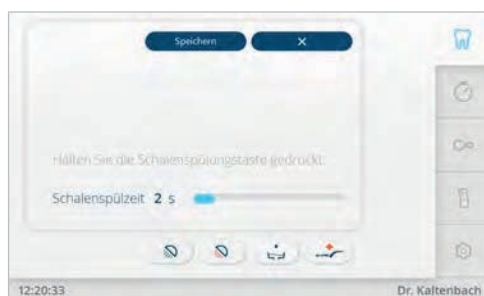 Speichern ×
Halten Sie die Schalenspülungstaste gedrückt.
Schalenspülzeit 2 s
12:20:33 Dr. Kaltenbach